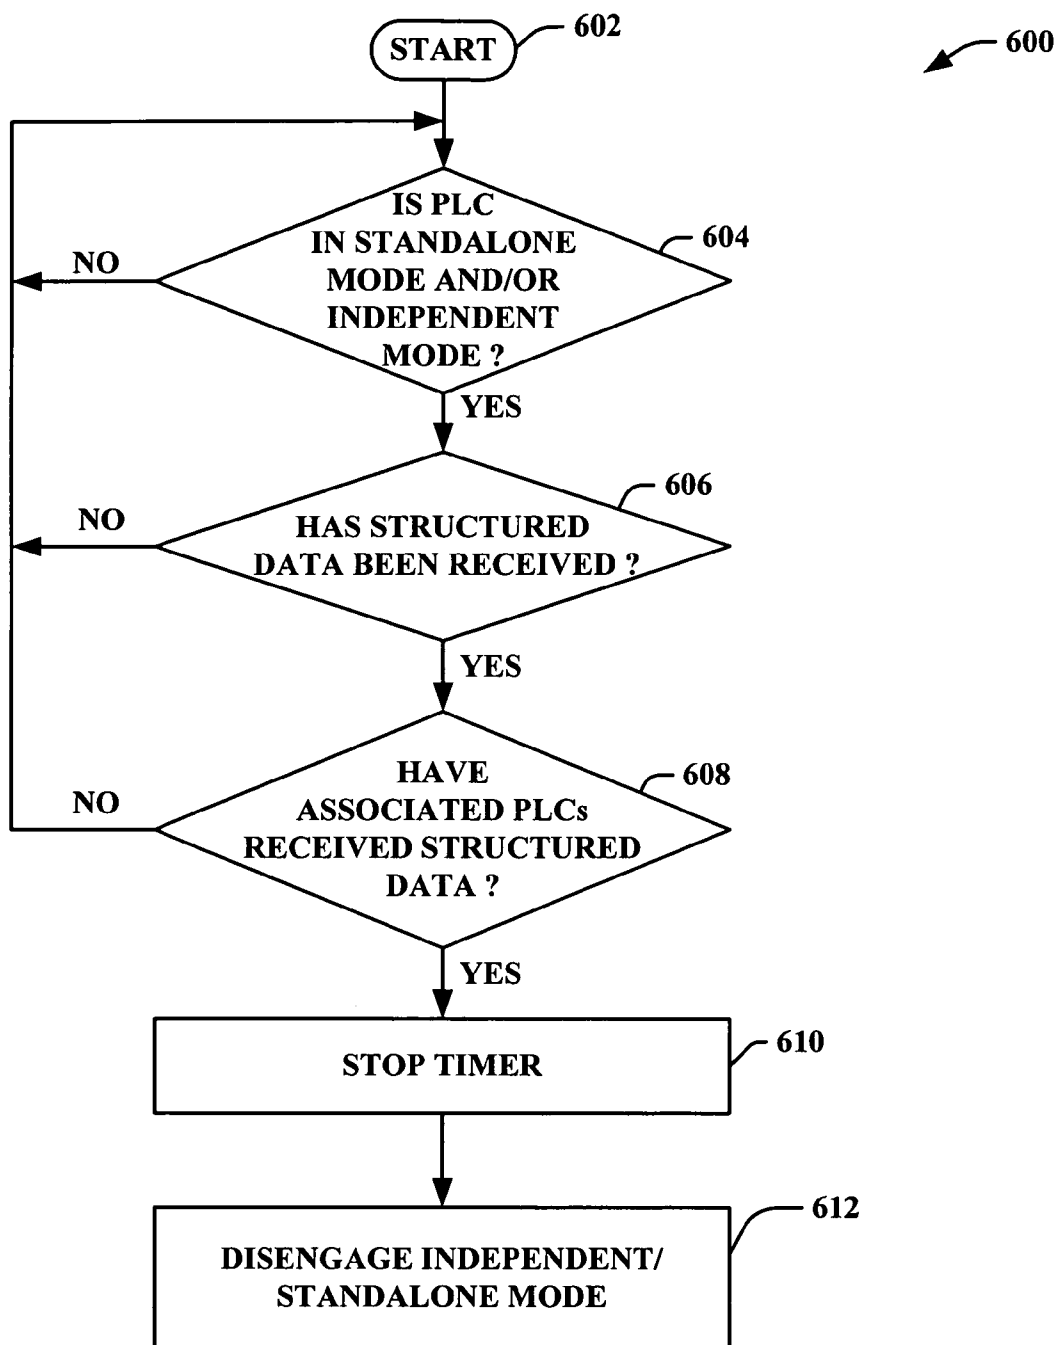 START
602
600
IS PLC
IN STANDALONE
MODE AND/OR
INDEPENDENT
MODE ?
604
NO
YES
HAS STRUCTURED
DATA BEEN RECEIVED ?
606
NO
YES
HAVE
ASSOCIATED PLCs
RECEIVED STRUCTURED
DATA ?
608
NO
YES
STOP TIMER
610
DISENGAGE INDEPENDENT/
STANDALONE MODE
612